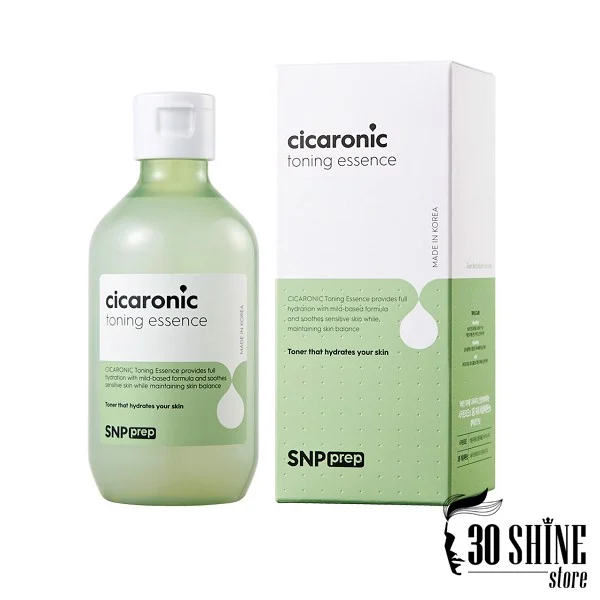 cicaronic
toning essence
MADE IN KOREA
CICARONIC Toning Essence provides full
hydration with mild-based formula and soothes
sensitive skin while maintaining skin balance
Toner that hydrates your skin
SNP prep
cicaronic
toning essence
MADE IN KOREA
CICARONIC Toning Essence provides full
hydration with mild-based formula
and soothes sensitive skin while,
maintaining skin balance
Toner that hydrates your skin
SNP prep
30 SHINE
store